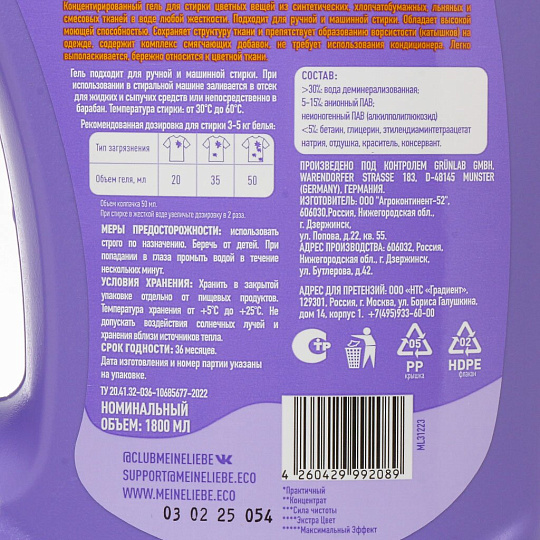 Концентрированный гель для стирки цветных вещей из синтетических, хлопчатобумажных, льняных и
смесовых тканей в воде любой жесткости. Подходит для ручной и машинной стирки. Обладает высокой
моющей способностью. Сохраняет структуру ткани и препятствует образованию ворсистости (катышков) на
одежде, содержит комплекс смягчающих добавок, не требует использования кондиционера. Легко
выполаскивается, бережно относится к цветной ткани.
Гель подходит для ручной и машинной стирки. При
использовании в стиральной машине заливается в отсек
для жидких и сыпучих средств или непосредственно в
барабан. Температура стирки: от 30°С до 60°С.
Рекомендованная дозировка для стирки 3-5 кг белья:
Тип загрязнения
Объем геля, мл 20 35 50
Объем колпачка 50 мл.
При стирке в жесткой воде увеличьте дозировку в 2 раза.
МЕРЫ ПРЕДОСТОРОЖНОСТИ: использовать
строго по назначению. Беречь от детей. При
попадании в глаза промыть водой в течение
нескольких минут.
УСЛОВИЯ ХРАНЕНИЯ: Хранить в закрытой
упаковке отдельно от пищевых продуктов.
Температура хранения от +5°С до +25°С. Не
допускать воздействия солнечных лучей и
хранения вблизи источников тепла.
СРОК ГОДНОСТИ: 36 месяцев.
Дата изготовления и номер партии указаны
на упаковке.
ТУ 20.41.32-036-10685677-2022
НОМИНАЛЬНЫЙ
ОБЪЕМ: 1800 МЛ
@CLUBMEINELIEBE
SUPPORT@MEINELIEBE.ECO
WWW.MEINELIEBE.ECO
03 02 25 054
СОСТАВ:
>30%: вода деминерализованная;
5-15% анионный ПАВ;
неионогенный ПАВ (алкилполиглюкозид)
<5%: бетаин, глицерин, этилендиаминтетраацетат
натрия, отдушка, краситель, консервант.
ПРОИЗВЕДЕНО ПОД КОНТРОЛЕМ GRÜNLAB GMBH,
WARENDORFER STRASSE 183, D-48145 MUNSTER
(GERMANY), ГЕРМАНИЯ.
ИЗГОТОВИТЕЛЬ: ООО "Агроконтинент-52".
606030,Россия, Нижегородская обл.,
г. Дзержинск,
ул. Попова, д.22, кв. 55.
АДРЕС ПРОИЗВОДСТВА: 606032, Россия,
Нижегородская обл., г. Дзержинск,
ул. Бутлерова, д.42.
АДРЕС ДЛЯ ПРЕТЕНЗИЙ: ООО «НТС «Градиент».
129301, Россия, г. Москва, ул. Бориса Галушкина,
дом 14, корпус 1. +7(495)933-60-00
СТР
05
PP
крышка
02
HDPE
флакон
ML31223
4 260429 992089
*Практичный
**Концентрат
***Сила чистоты
****Экстра Цвет
*****Максимальный Эффект